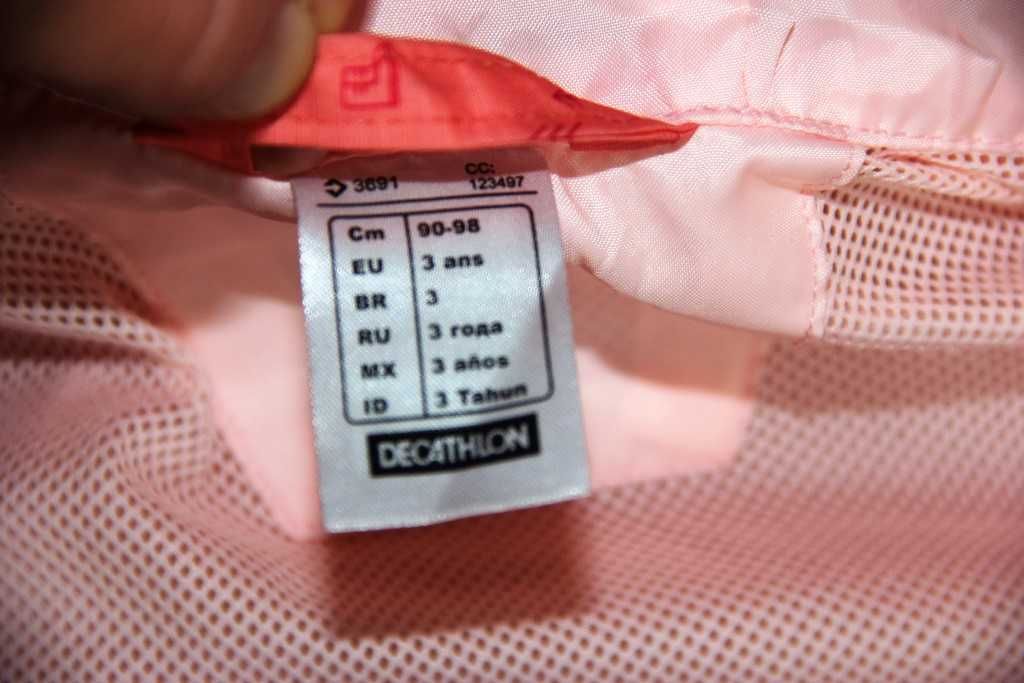 3691
CC:
123497
Cm 90-98
EU 3 ans
BR 3
RU 3 года
MX 3 años
ID 3 Tahun
DECATHLON